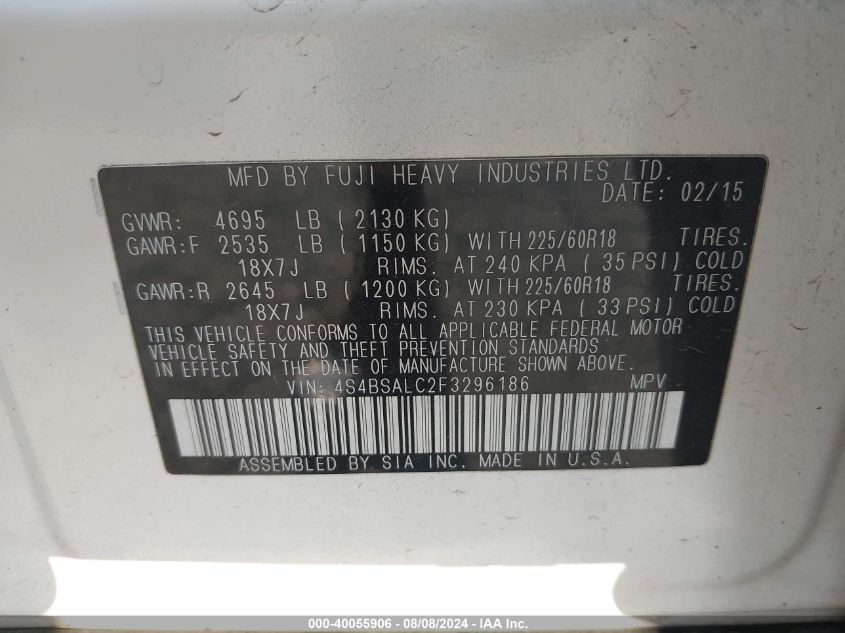 MFD BY FUJI HEAVY INDUSTRIES LTD.
DATE: 02/15
GVWR: 4695 LB ( 2130 KG)
GAWR:F 2535 LB ( 1150 KG) WITH 225/60R18 TIRES.
18X7J RIMS. AT 240 KPA ( 35 PSI) COLD
GAWR:R 2645 LB ( 1200 KG) WITH 225/60R18 TIRES.
18X7J RIMS. AT 230 KPA ( 33 PSI) COLD
THIS VEHICLE CONFORMS TO ALL APPLICABLE FEDERAL MOTOR
VEHICLE SAFETY AND THEFT PREVENTION STANDARDS
IN EFFECT ON THE DATE OF MANUFACTURE SHOWN ABOVE.
VIN: 4S4BSALC2F3296186 MPV
ASSEMBLED BY SIA INC. MADE IN U.S.A.
000-40055906 - 08/08/2024 - IAA Inc.